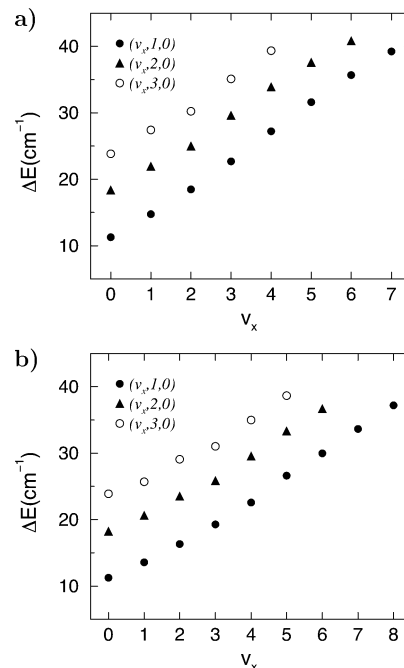 a)
40
30
20
10
ΔE(cm⁻¹)
(vₓ,1,0)
(vₓ,2,0)
(vₓ,3,0)
0 1 2 3 4 5 6 7
vₓ
b)
40
30
20
10
ΔE(cm⁻¹)
(vₓ,1,0)
(vₓ,2,0)
(vₓ,3,0)
0 1 2 3 4 5 6 7 8
vₓ